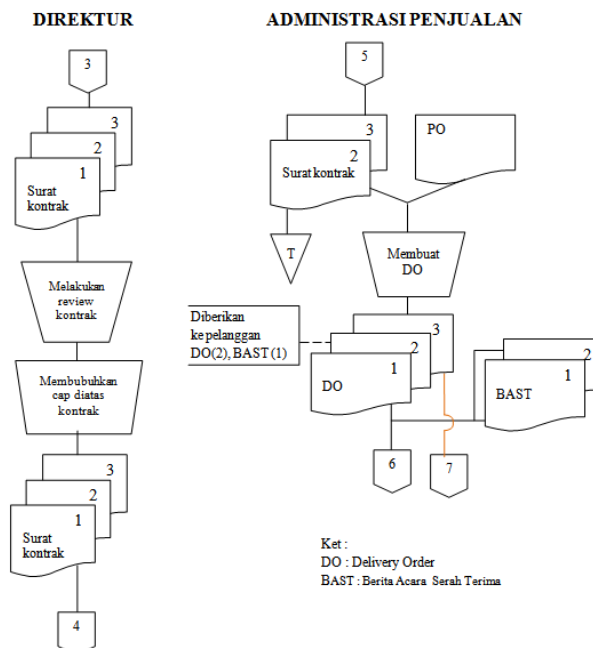 DIREKTUR
3
3
2
1
Surat
kontrak
Melakukan
review
kontrak
Membubuhkan
cap diatas
kontrak
3
2
1
Surat
kontrak
4
ADMINISTRASI PENJUALAN
5
3
2
Surat kontrak
PO
T
Membuat
DO
Diberikan
ke pelanggan
DO(2), BAST (1)
3
2
1
DO
2
1
BAST
6
7
Ket :
DO : Delivery Order
BAST : Berita Acara Serah Terima